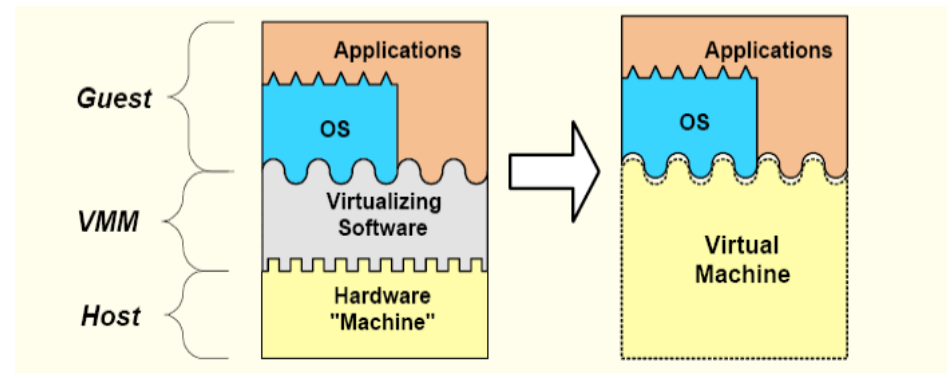 Guest
VMM
Host
Applications
OS
Virtualizing
Software
Hardware
"Machine"
Applications
OS
Virtual
Machine